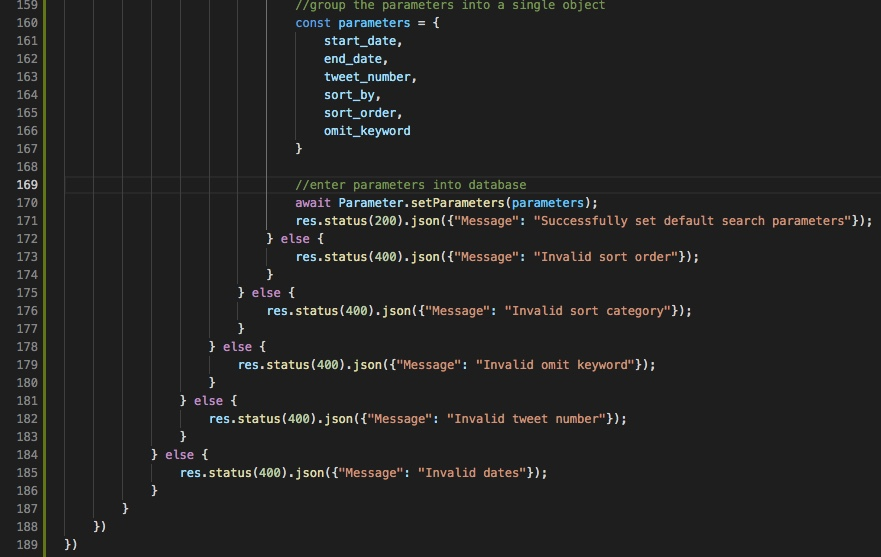 159 //group the parameters into a single object
160 const parameters = {
161 start_date,
162 end_date,
163 tweet_number,
164 sort_by,
165 sort_order,
166 omit_keyword
167 }
168
169 //enter parameters into database
170 await Parameter.setParameters(parameters);
171 res.status(200).json({"Message": "Successfully set default search parameters"});
172 } else {
173 res.status(400).json({"Message": "Invalid sort order"});
174 }
175 } else {
176 res.status(400).json({"Message": "Invalid sort category"});
177 }
178 } else {
179 res.status(400).json({"Message": "Invalid omit keyword"});
180 }
181 } else {
182 res.status(400).json({"Message": "Invalid tweet number"});
183 }
184 } else {
185 res.status(400).json({"Message": "Invalid dates"});
186 }
187 }
188 })
189 })